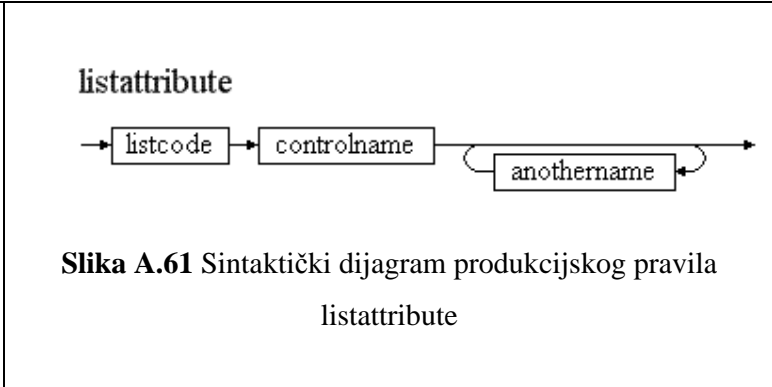 listattribute
listcode controlname
anothername
Slika A.61 Sintaktički dijagram produkcijskog pravila
listattribute